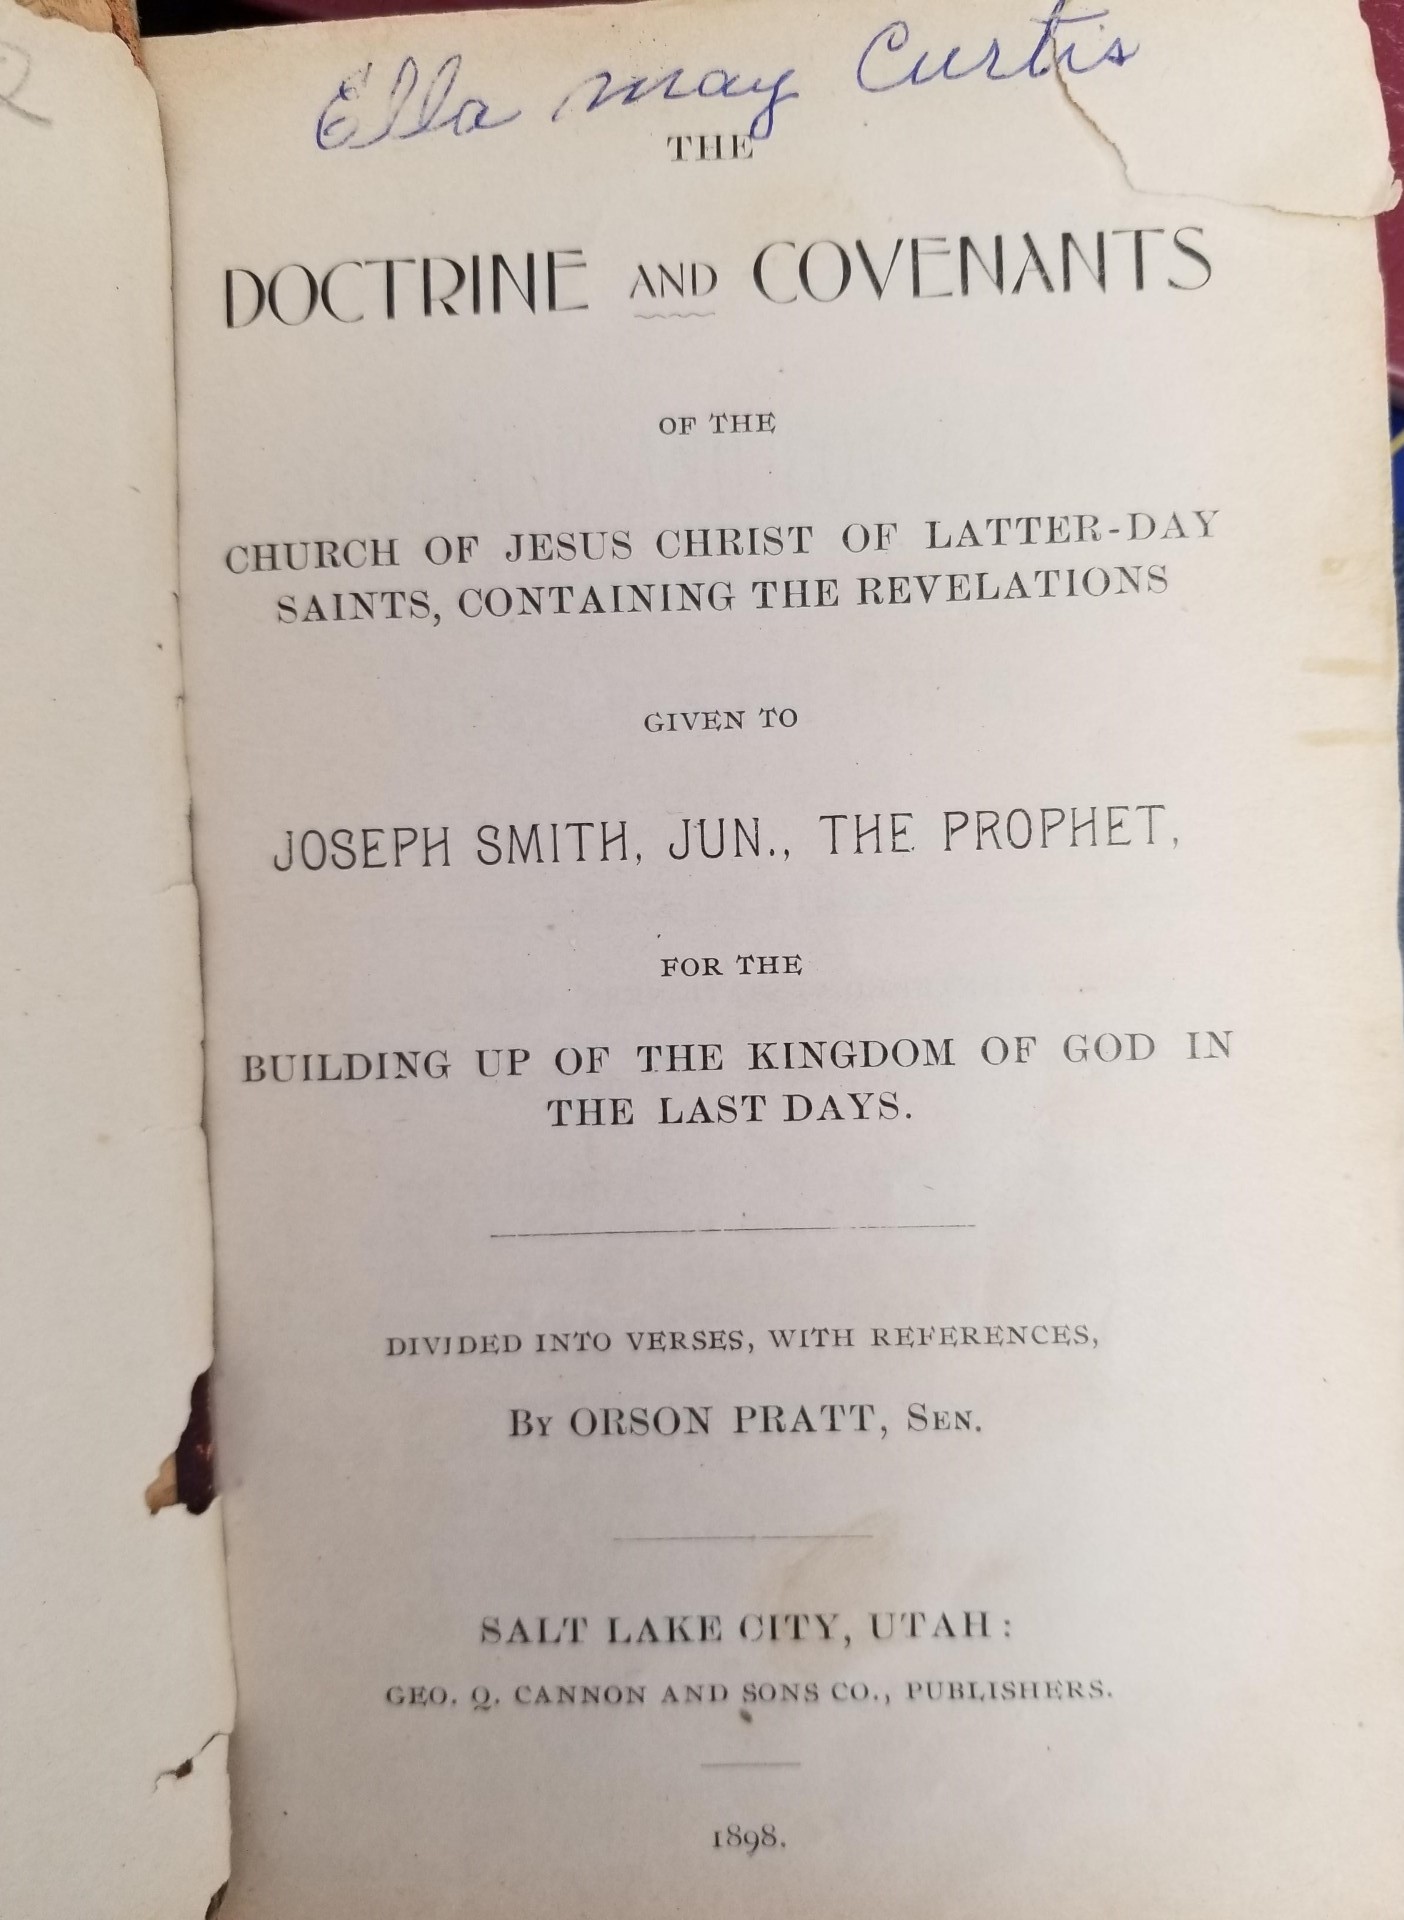 Ella may Curtis
THE
DOCTRINE AND COVENANTS
OF THE
CHURCH OF JESUS CHRIST OF LATTER-DAY
SAINTS, CONTAINING THE REVELATIONS
GIVEN TO
JOSEPH SMITH, JUN., THE PROPHET,
FOR THE
BUILDING UP OF THE KINGDOM OF GOD IN
THE LAST DAYS.
DIVIDED INTO VERSES, WITH REFERENCES,
BY ORSON PRATT, SEN.
SALT LAKE CITY, UTAH:
GEO. Q. CANNON AND SONS CO., PUBLISHERS.
1898.